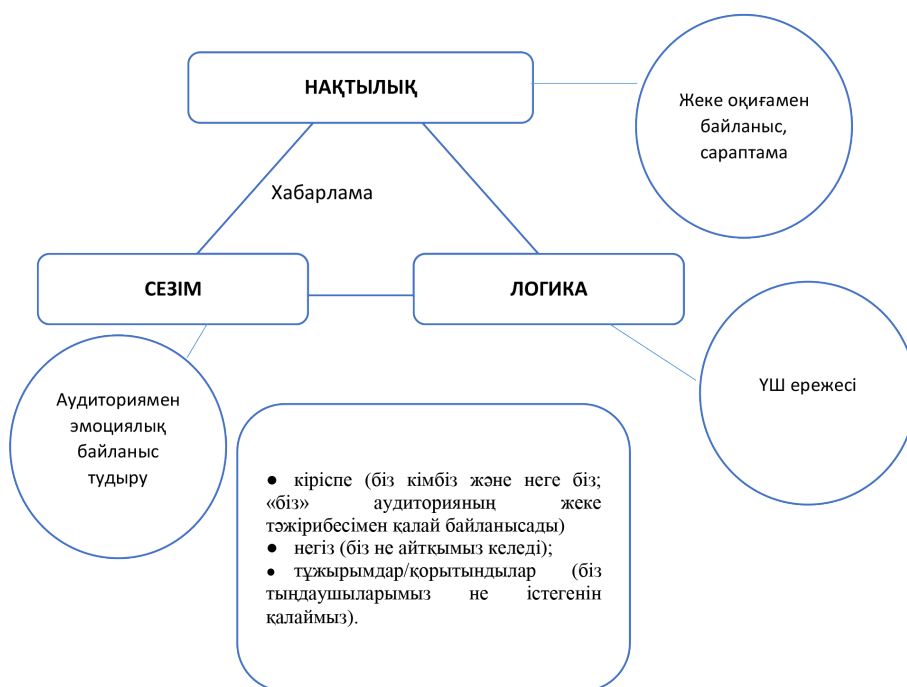 НАҚТЫЛЫҚ
Жеке оқиғамен
байланыс,
сараптама
Хабарлама
СЕЗІМ
ЛОГИКА
Аудиториямен
эмоциялық
байланыс
тудыру
ҮШ ережесі
● кіріспе (біз кімбіз және неге біз;
«біз» аудиторияның жеке
тәжірибесімен қалай байланысады)
● негіз (біз не айтқымыз келеді);
● тұжырымдар/қорытындылар (біз
тыңдаушыларымыз не істегенін
қалаймыз).